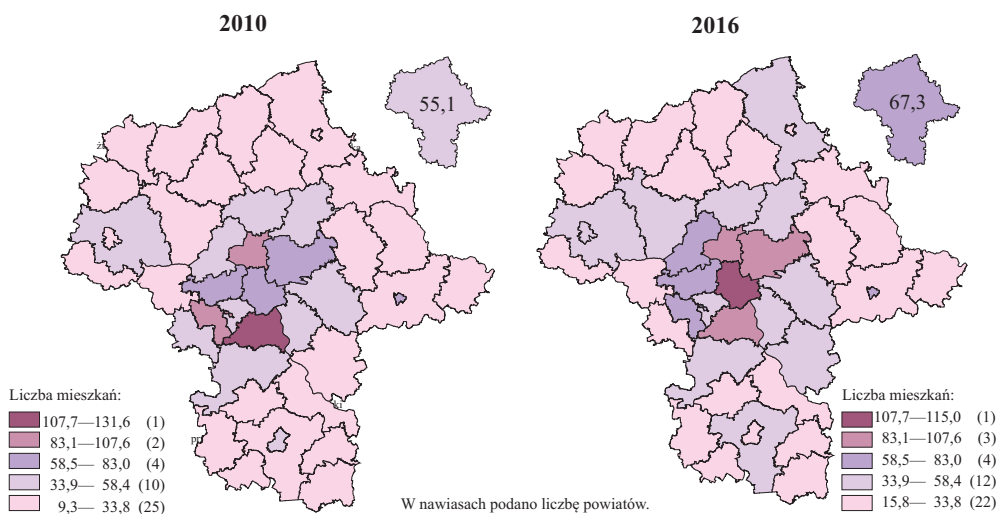 2010
2016
55,1
67,3
Liczba mieszkań:
107,7—131,6 (1)
83,1—107,6 (2)
58,5— 83,0 (4)
33,9— 58,4 (10)
9,3— 33,8 (25)
Liczba mieszkań:
107,7—115,0 (1)
83,1—107,6 (3)
58,5— 83,0 (4)
33,9— 58,4 (12)
15,8— 33,8 (22)
W nawiasach podano liczbę powiatów.